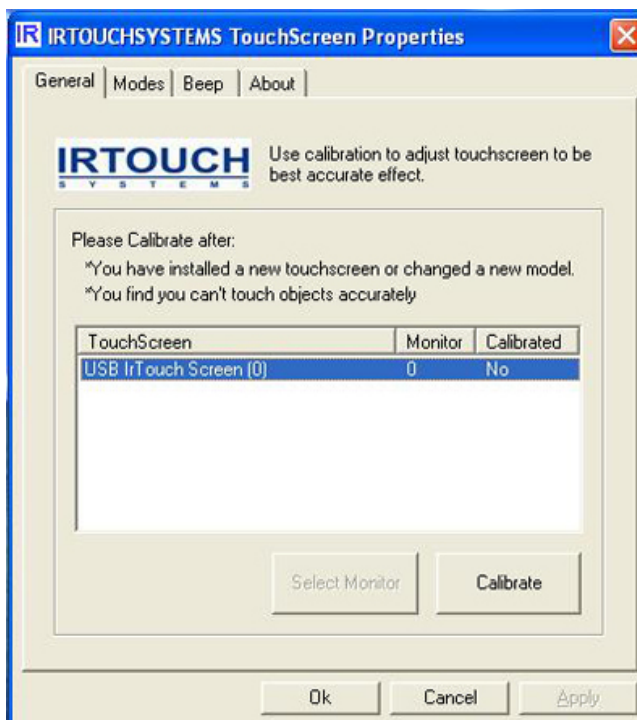 IR IRTOUCHSYSTEMS TouchScreen Properties
General Modes Beep About
IRTOUCH
SYSTEMS
Use calibration to adjust touchscreen to be
best accurate effect.
Please Calibrate after:
*You have installed a new touchscreen or changed a new model.
*You find you can't touch objects accurately
TouchScreen Monitor Calibrated
USB IrTouch Screen (0) 0 No
Select Monitor Calibrate
Ok Cancel Apply